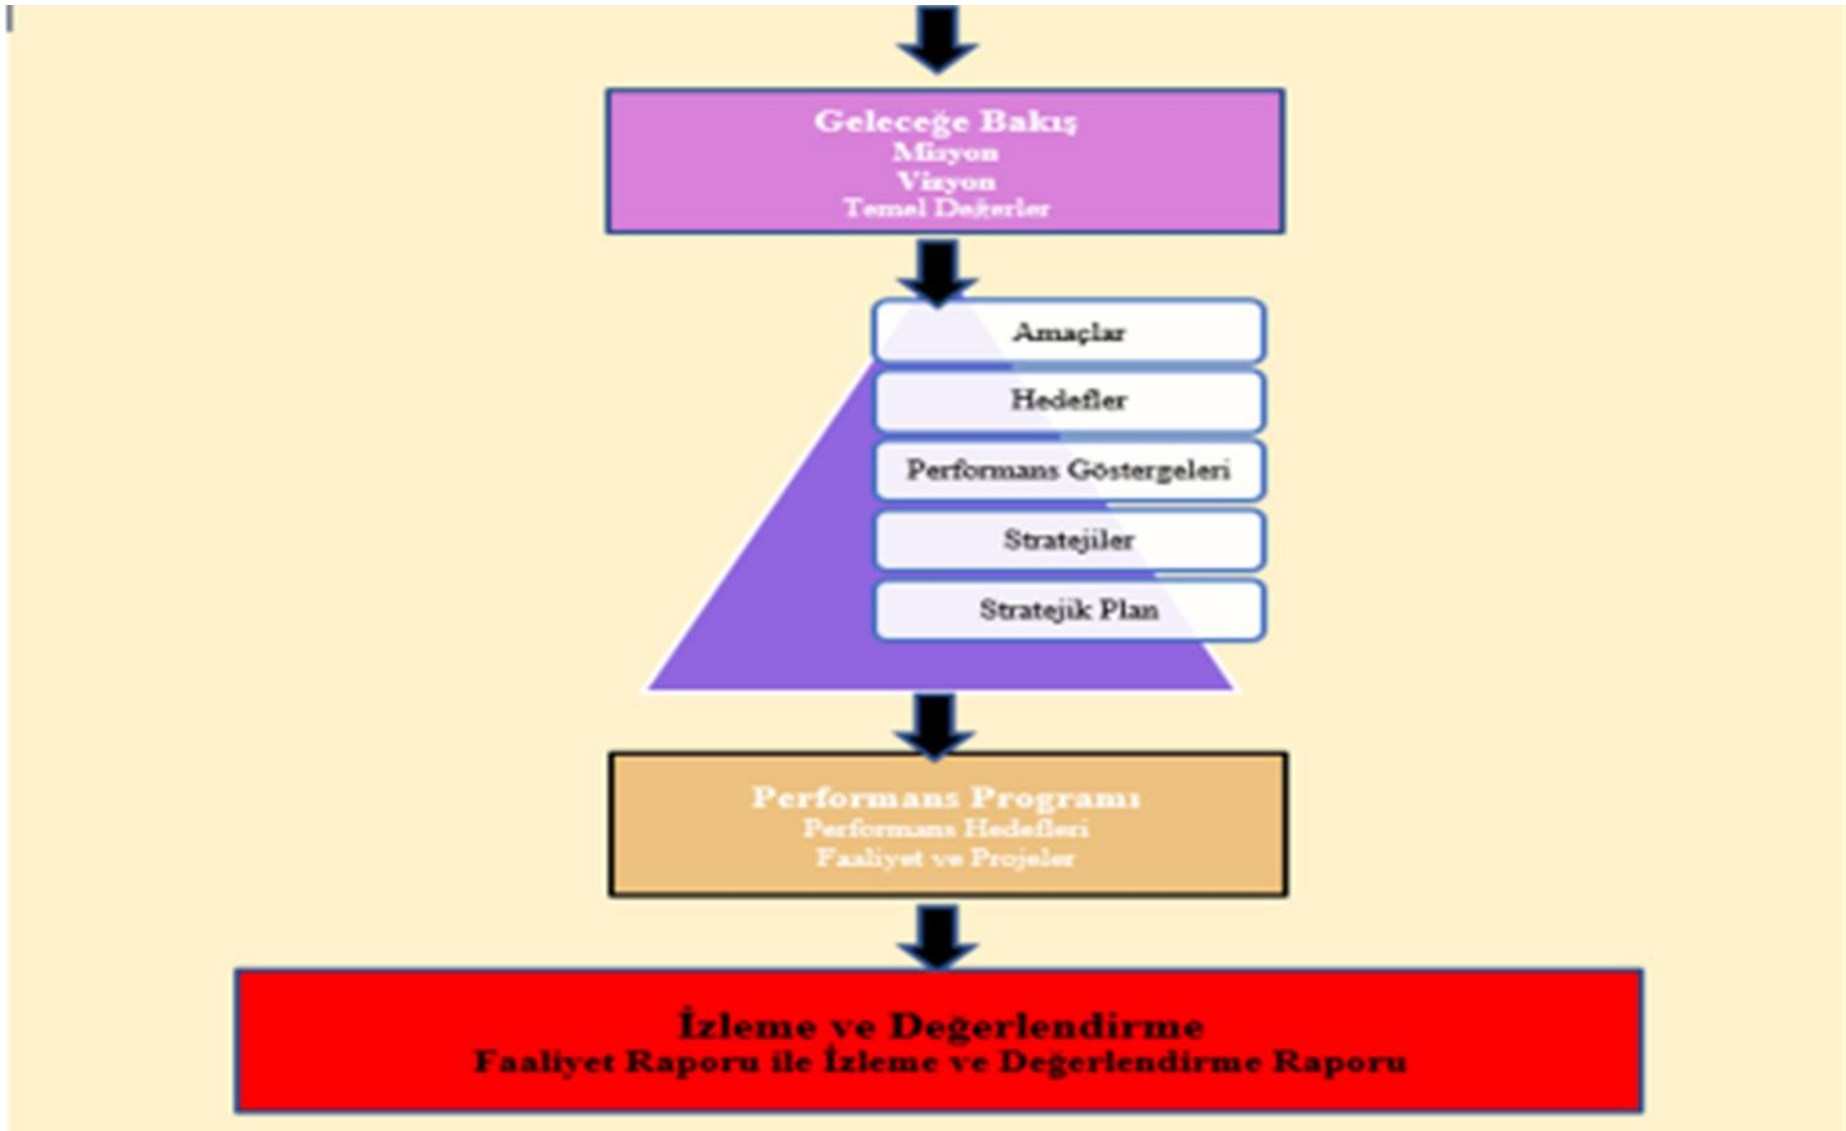 Geleceğe Bakış
Misyon
Vizyon
Temel Değerler
Amaçlar
Hedefler
Performans Göstergeleri
Stratejiler
Stratejik Plan
Performans Programı
Performans Hedefleri
Faaliyet ve Projeler
İzleme ve Değerlendirme
Faaliyet Raporu ile İzleme ve Değerlendirme Raporu